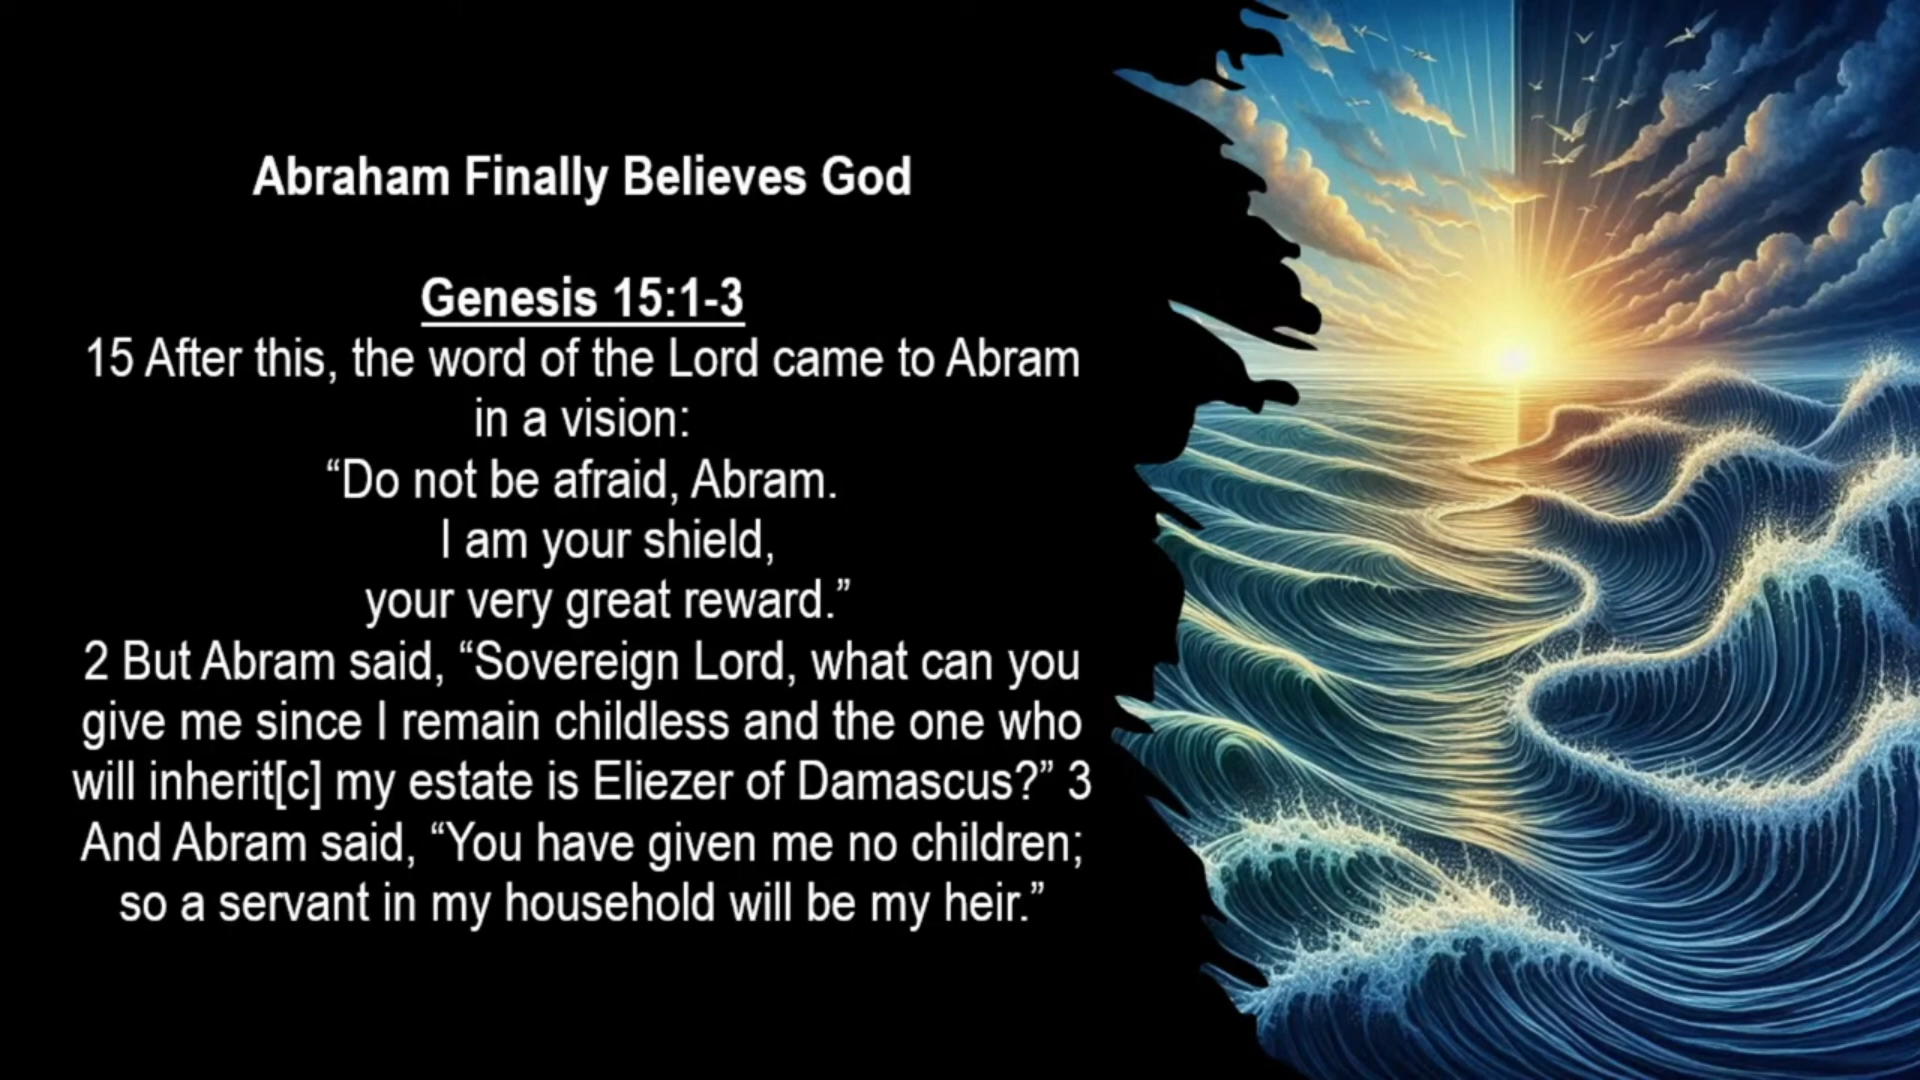 Abraham Finally Believes God
Genesis 15:1-3
15 After this, the word of the Lord came to Abram
in a vision:
“Do not be afraid, Abram.
I am your shield,
your very great reward.”
2 But Abram said, “Sovereign Lord, what can you
give me since I remain childless and the one who
will inherit[c] my estate is Eliezer of Damascus?” 3
And Abram said, “You have given me no children;
so a servant in my household will be my heir.”